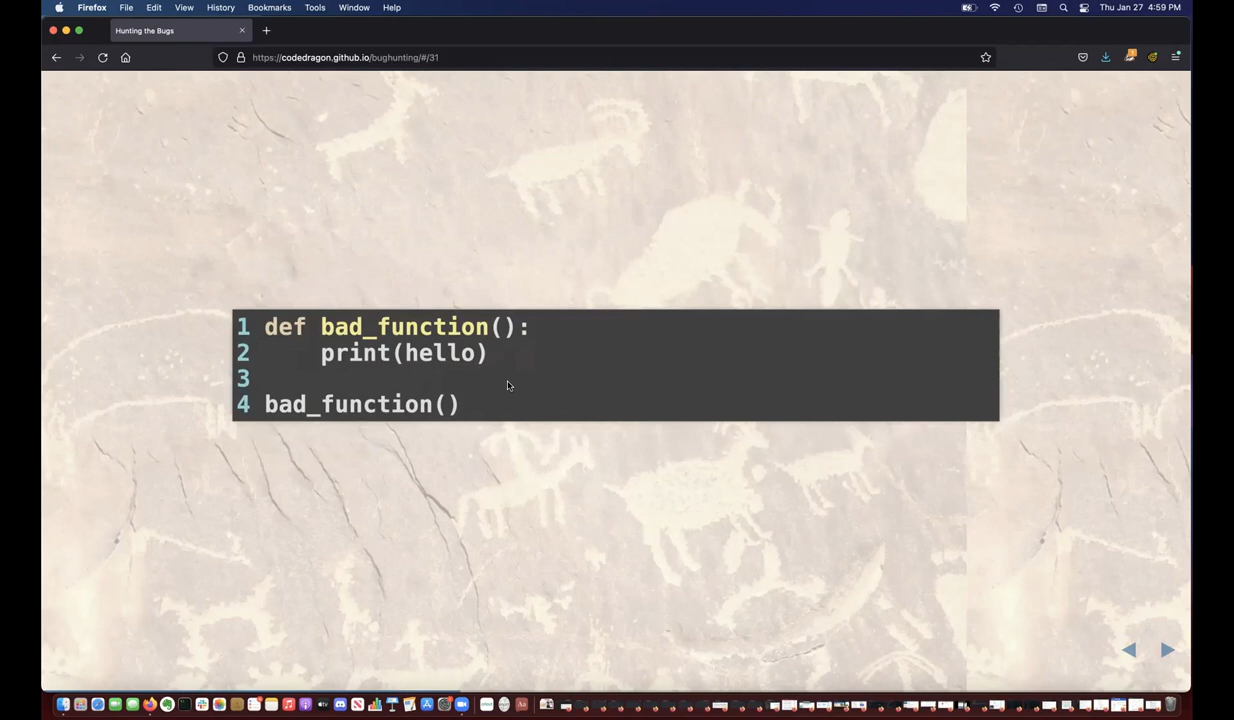 Firefox File Edit View History Bookmarks Tools Window Help Thu Jan 27 4:59 PM
Hunting the Bugs
https://codedragon.github.io/bughunting/#/31
1 def bad_function():
2 print(hello)
3
4 bad_function()